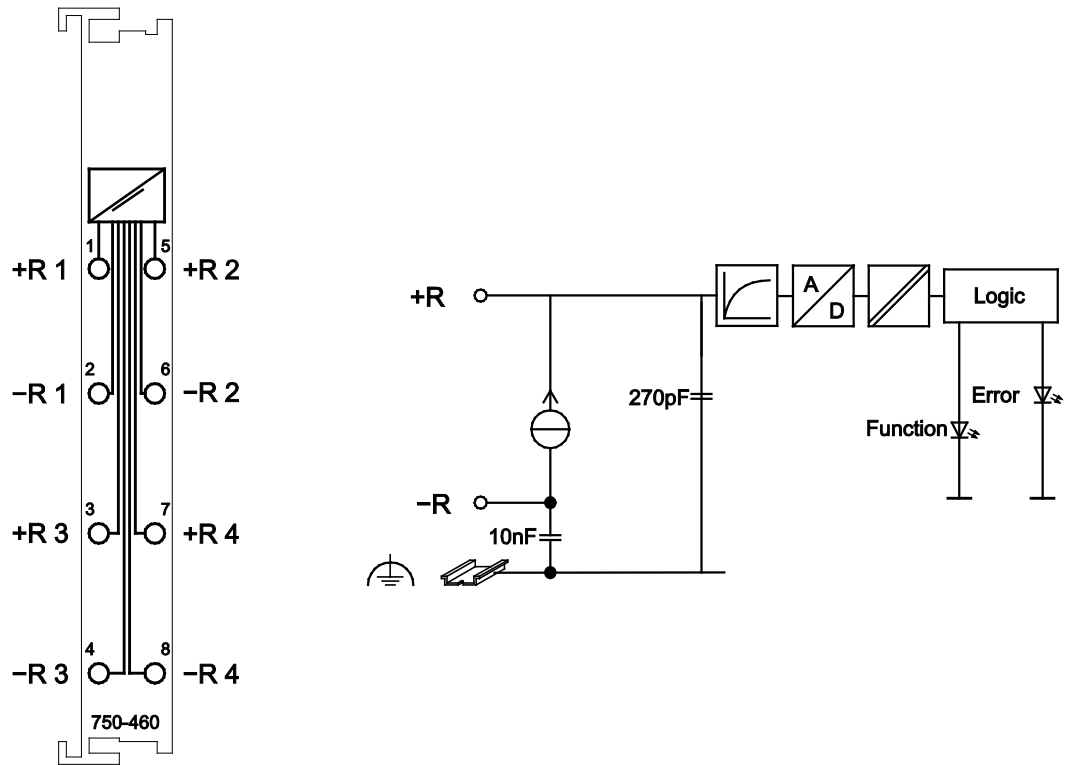 1 5
+R 1 +R 2
2 6
−R 1 −R 2
3 7
+R 3 +R 4
4 8
−R 3 −R 4
750-460
+R
A
D
Logic
270pF
Error
Function
−R
10nF